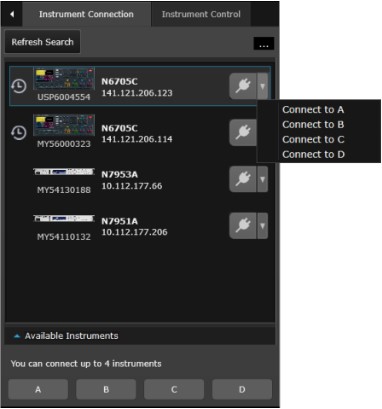 Instrument Connection
Instrument Control
Refresh Search
...
N6705C
141.121.206.123
USP6004554
Connect to A
Connect to B
Connect to C
Connect to D
N6705C
141.121.206.114
MY56000323
N7953A
10.112.177.66
MY54130188
N7951A
10.112.177.206
MY54110132
Available Instruments
You can connect up to 4 instruments
A
B
C
D